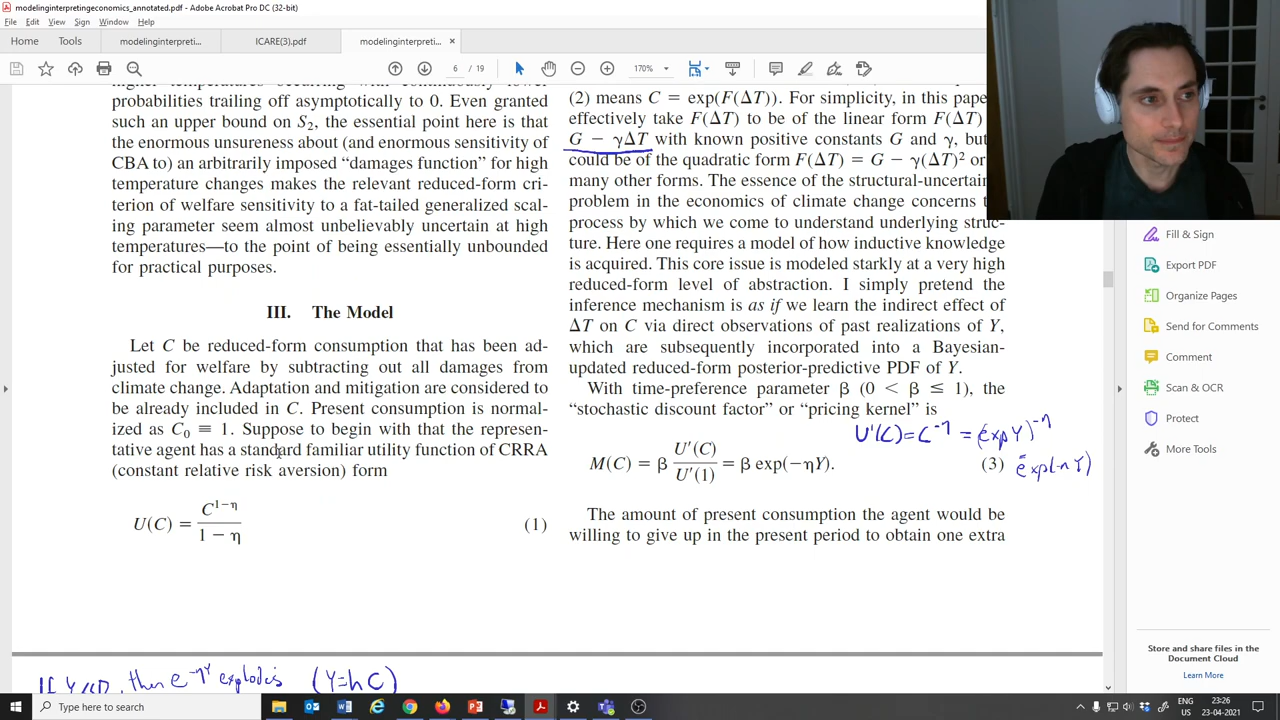 modelinginterpretingeconomics_annotated.pdf - Adobe Acrobat Pro DC (32-bit)
File Edit View Sign Window Help
Home Tools modelinginterpreti... ICARE(3).pdf modelinginterpreti... ×
6 / 19 170%
higher temperatures occurring with continuously lower
probabilities trailing off asymptotically to 0. Even granted
such an upper bound on S₂, the essential point here is that
the enormous unsureness about (and enormous sensitivity of
CBA to) an arbitrarily imposed “damages function” for high
temperature changes makes the relevant reduced-form cri-
terion of welfare sensitivity to a fat-tailed generalized scal-
ing parameter seem almost unbelievably uncertain at high
temperatures—to the point of being essentially unbounded
for practical purposes.
III. The Model
Let C be reduced-form consumption that has been ad-
justed for welfare by subtracting out all damages from
climate change. Adaptation and mitigation are considered to
be already included in C. Present consumption is normal-
ized as C₀ ≡ 1. Suppose to begin with that the represen-
tative agent has a standard familiar utility function of CRRA
(constant relative risk aversion) form
U(C) = C^{1−η} / (1 − η) (1)
(2) means C = exp(F(ΔT)). For simplicity, in this pape
effectively take F(ΔT) to be of the linear form F(ΔT)
G − γΔT with known positive constants G and γ, but
could be of the quadratic form F(ΔT) = G − γ(ΔT)² or
many other forms. The essence of the structural-uncertain
problem in the economics of climate change concerns t
process by which we come to understand underlying struc-
ture. Here one requires a model of how inductive knowledge
is acquired. This core issue is modeled starkly at a very high
reduced-form level of abstraction. I simply pretend the
inference mechanism is as if we learn the indirect effect of
ΔT on C via direct observations of past realizations of Y,
which are subsequently incorporated into a Bayesian-
updated reduced-form posterior-predictive PDF of Y.
With time-preference parameter β (0 < β ≤ 1), the
“stochastic discount factor” or “pricing kernel” is
U'(C) = C^{-η} = (exp Y)^{-η}
M(C) = β U′(C) / U′(1) = β exp(−ηY). (3)
exp(-ηY)
The amount of present consumption the agent would be
willing to give up in the present period to obtain one extra
, then e^{-ηY} explodes (Y = ln C)
Fill & Sign
Export PDF
Organize Pages
Send for Comments
Comment
Scan & OCR
Protect
More Tools
Store and share files in the
Document Cloud
Learn More
Type here to search
ENG
US
23:26
23-04-2021